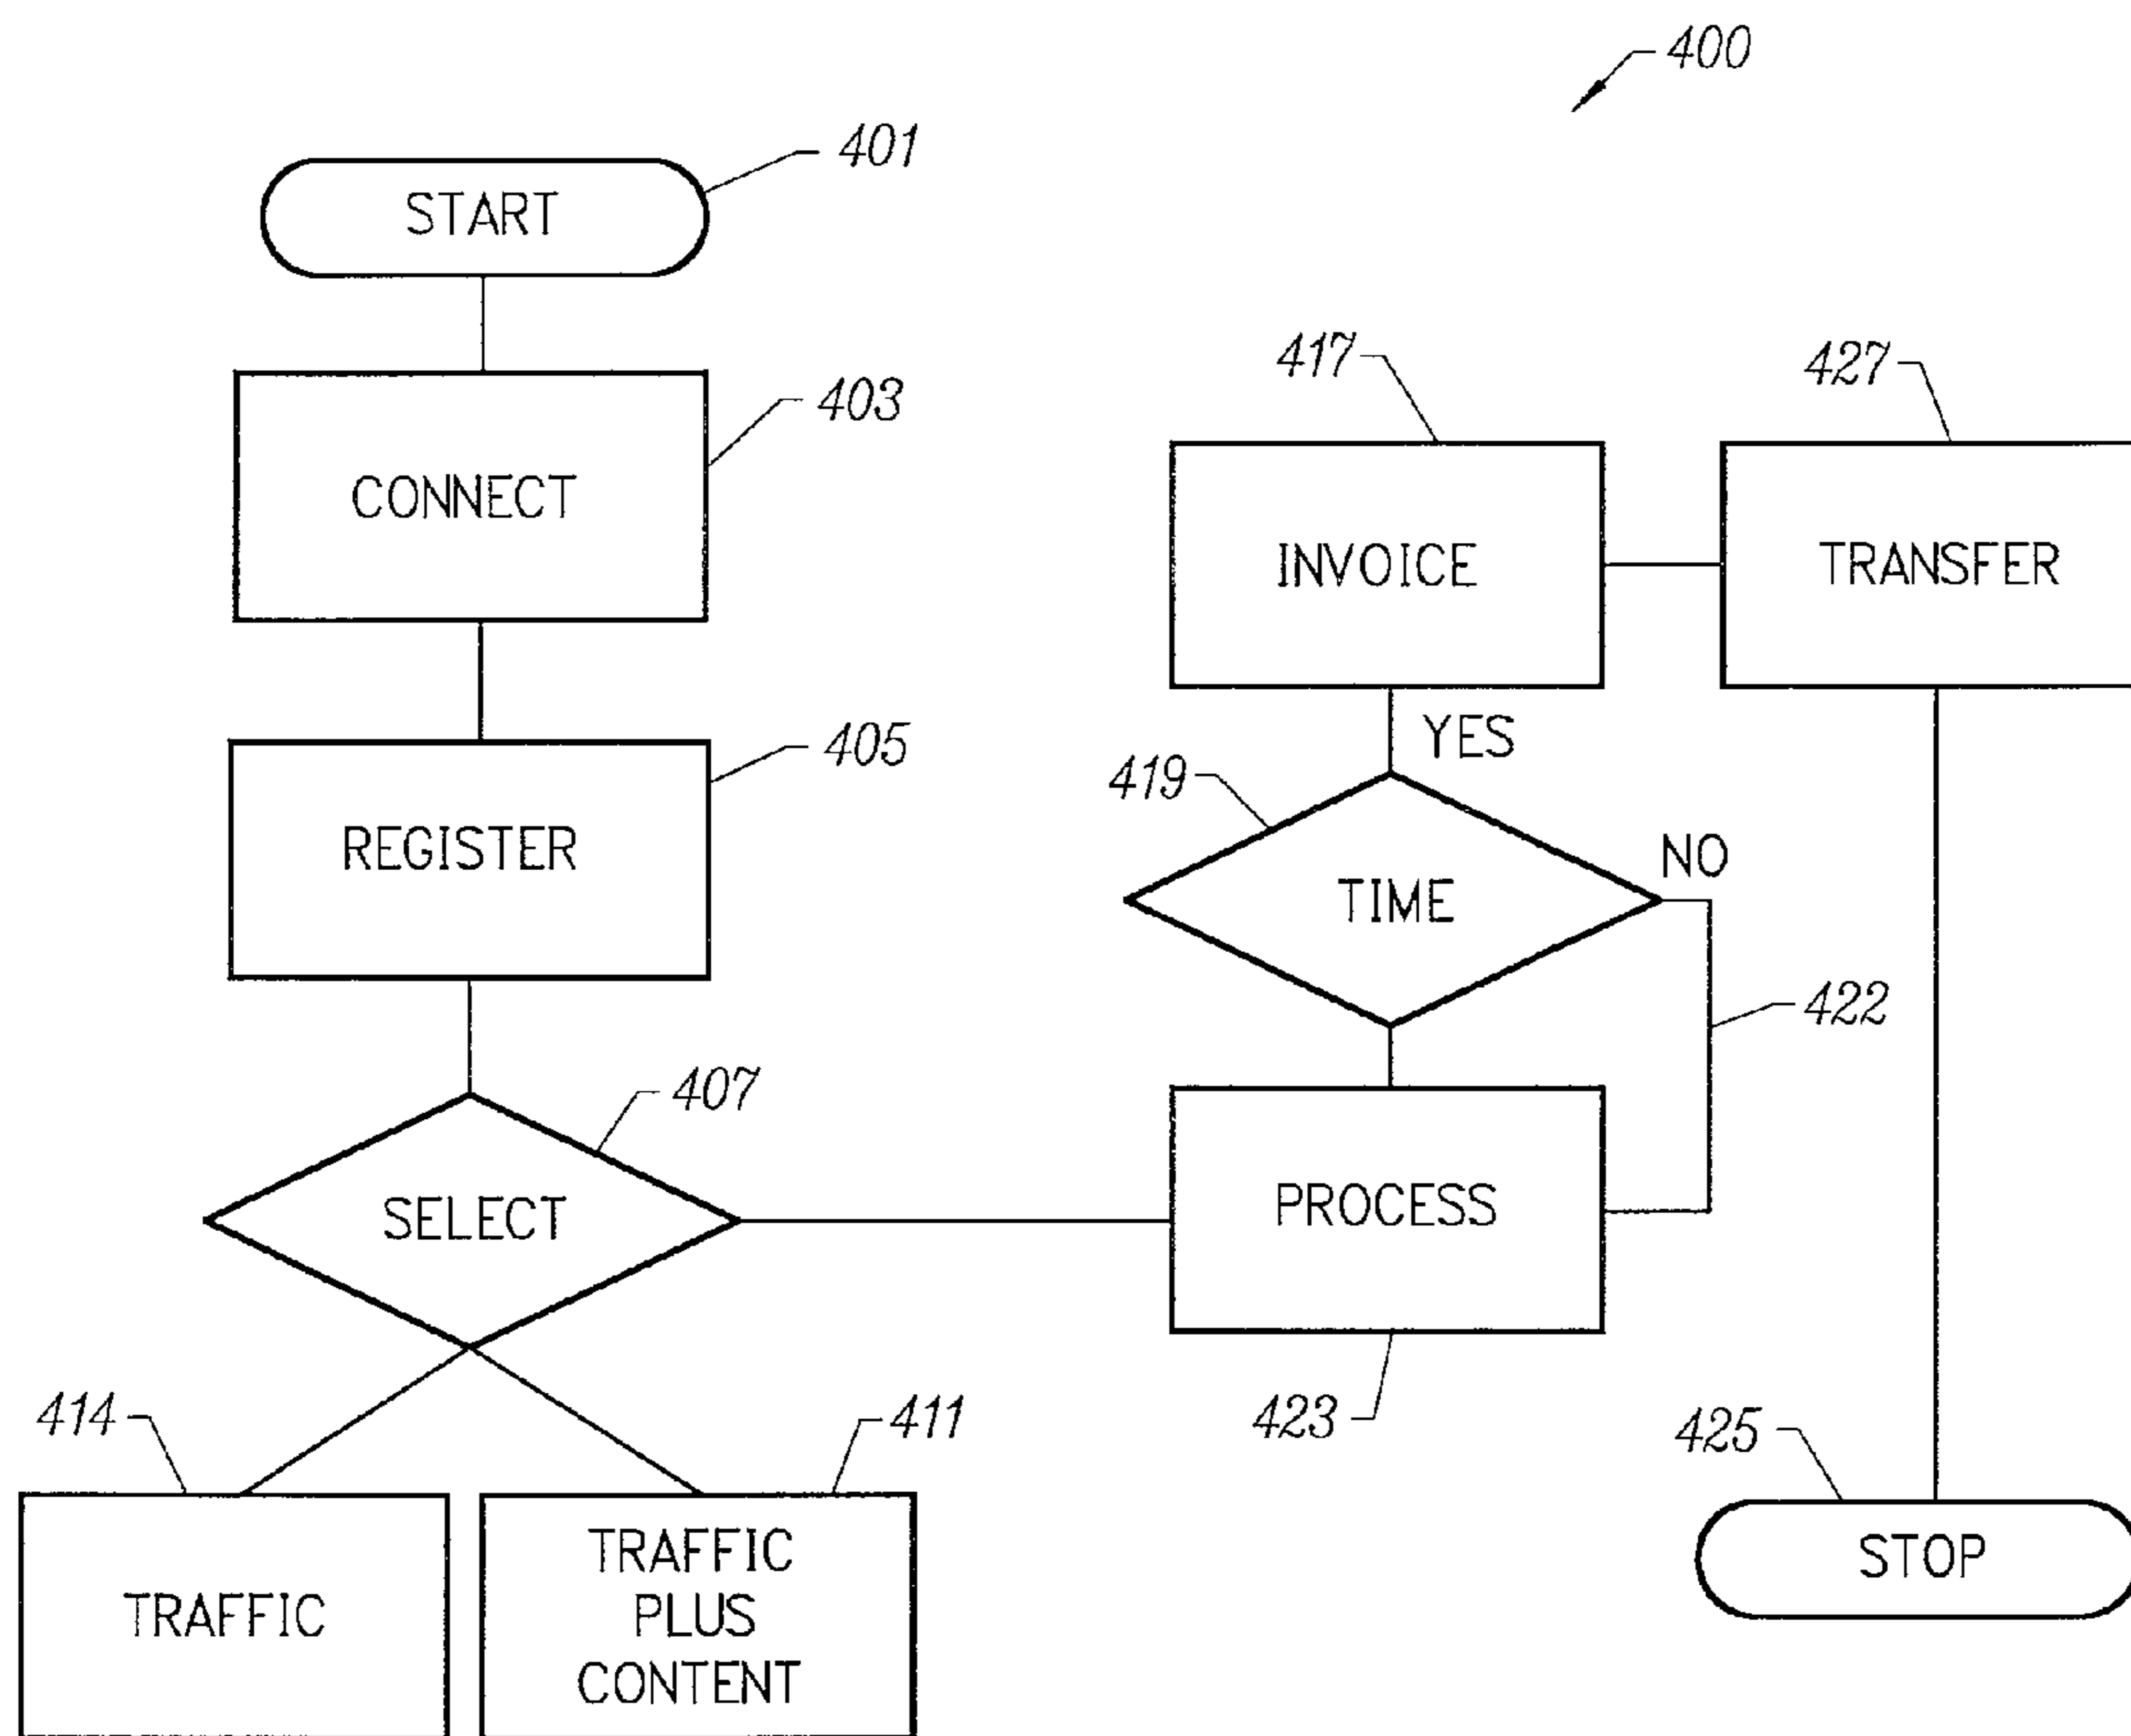 400
401
START
403
CONNECT
405
REGISTER
407
SELECT
414
TRAFFIC
411
TRAFFIC
PLUS
CONTENT
417
INVOICE
427
TRANSFER
YES
419
TIME
NO
422
PROCESS
423
425
STOP